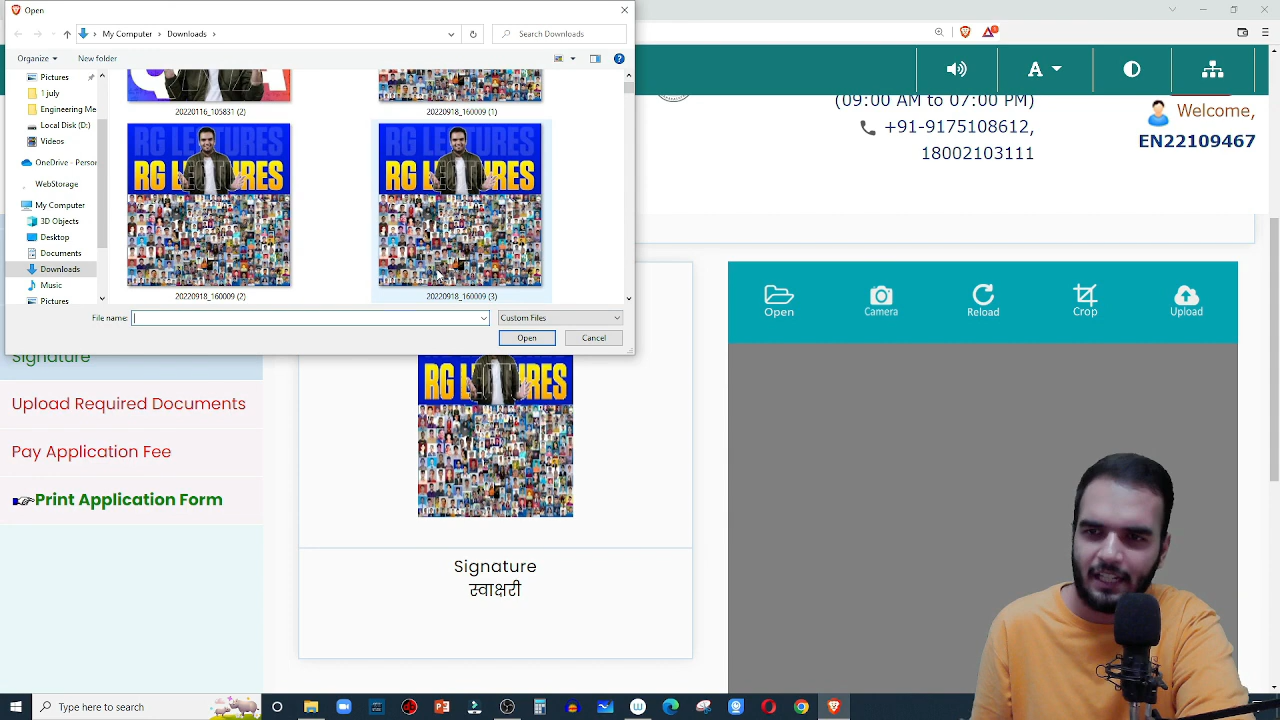 Open
My Computer
Downloads
Search Downloads
Organize
New folder
Pictures
1 july
Engineering Me
Local Disk (D:)
Videos
OneDrive - Person
WebStorage
My Computer
3D Objects
Desktop
Documents
Downloads
Music
Pictures
20220116_105831 (2)
20220918_160009 (1)
RG LECTURES
RG LECTURES
20220918_160009 (2)
RG LECTURES
RG LECTURES
20220918_160009 (3)
File name:
Custom Files
Open
Cancel
A
(09:00 AM to 07:00 PM)
+91-9175108612,
18002103111
Welcome,
EN22109467
Signature
Upload Required Documents
Pay Application Fee
Print Application Form
RG LECTURES
Signature
स्वाक्षरी
Open
Camera
Reload
Crop
Upload
Type here to search